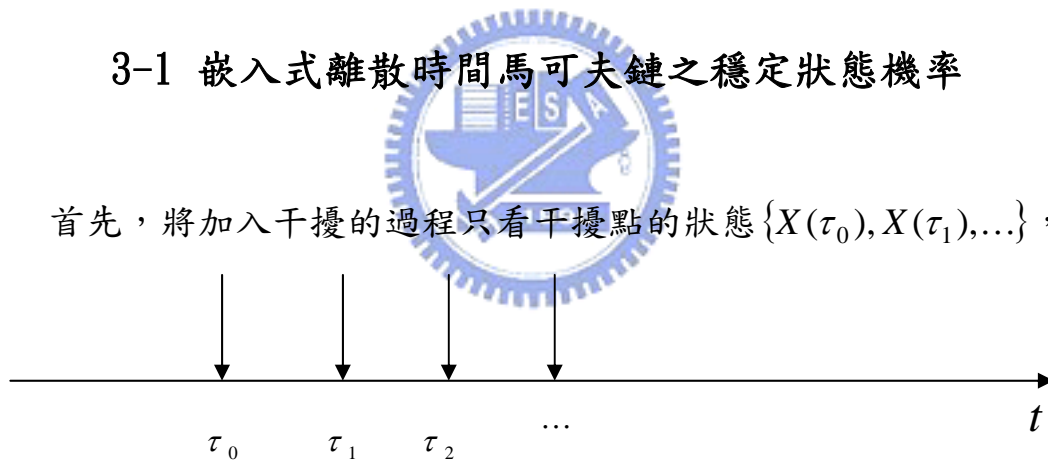 3-1 嵌入式離散時間馬可夫鏈之穩定狀態機率
E S A
首先，將加入干擾的過程只看干擾點的狀態{X(τ₀), X(τ₁),…}，
τ₀ τ₁ τ₂ … t